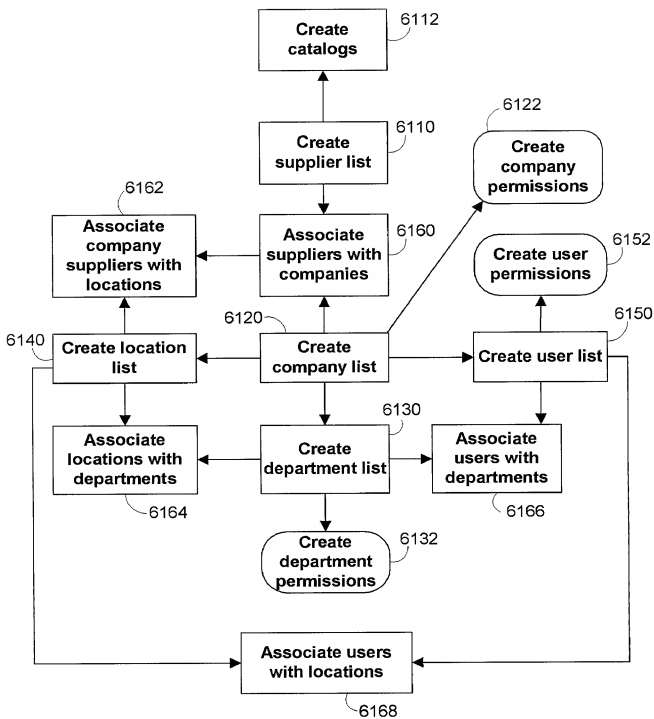 Create
catalogs
6112
Create
supplier list
6110
6122
Create
company
permissions
6162
Associate
company
suppliers with
locations
Associate
suppliers with
companies
6160
Create user
permissions
6152
6140
Create location
list
6120
Create
company list
6150
Create user list
Associate
locations with
departments
6164
6130
Create
department list
Associate
users with
departments
6166
Create
department
permissions
6132
Associate users
with locations
6168